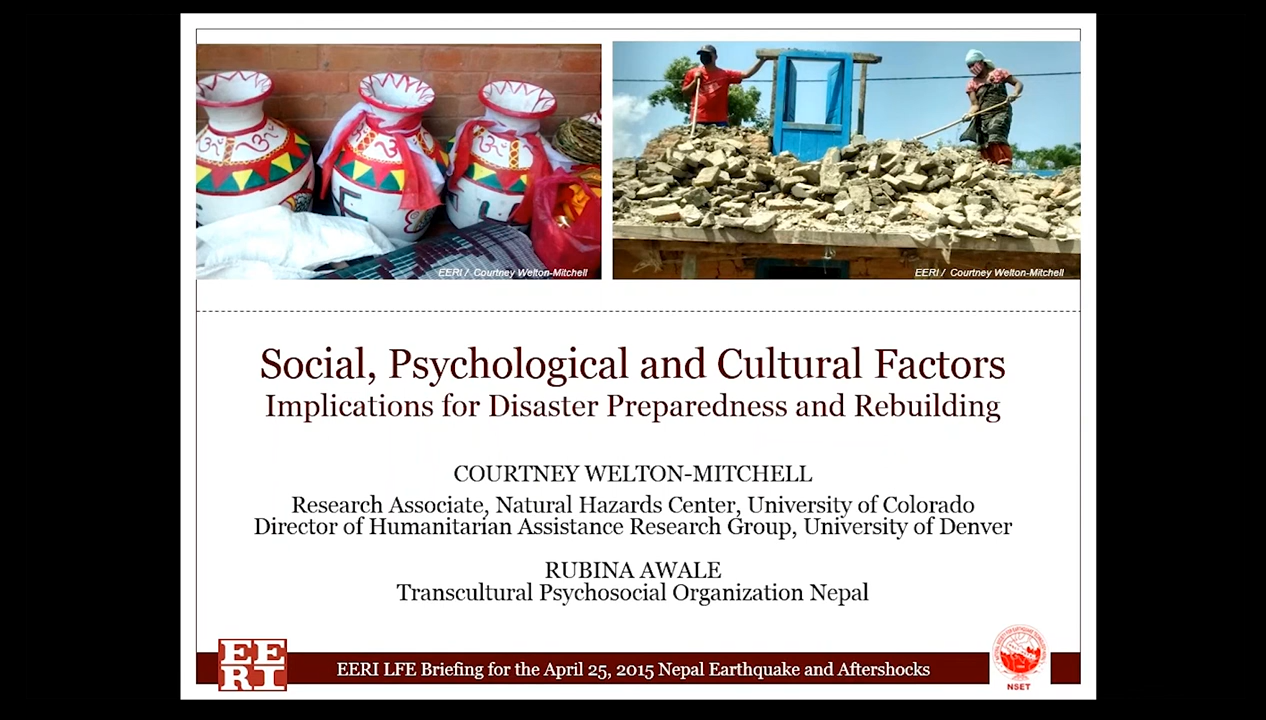 EERI / Courtney Welton-Mitchell
EERI / Courtney Welton-Mitchell
Social, Psychological and Cultural Factors
Implications for Disaster Preparedness and Rebuilding
COURTNEY WELTON-MITCHELL
Research Associate, Natural Hazards Center, University of Colorado
Director of Humanitarian Assistance Research Group, University of Denver
RUBINA AWALE
Transcultural Psychosocial Organization Nepal
EE
RI
EERI LFE Briefing for the April 25, 2015 Nepal Earthquake and Aftershocks
NSET